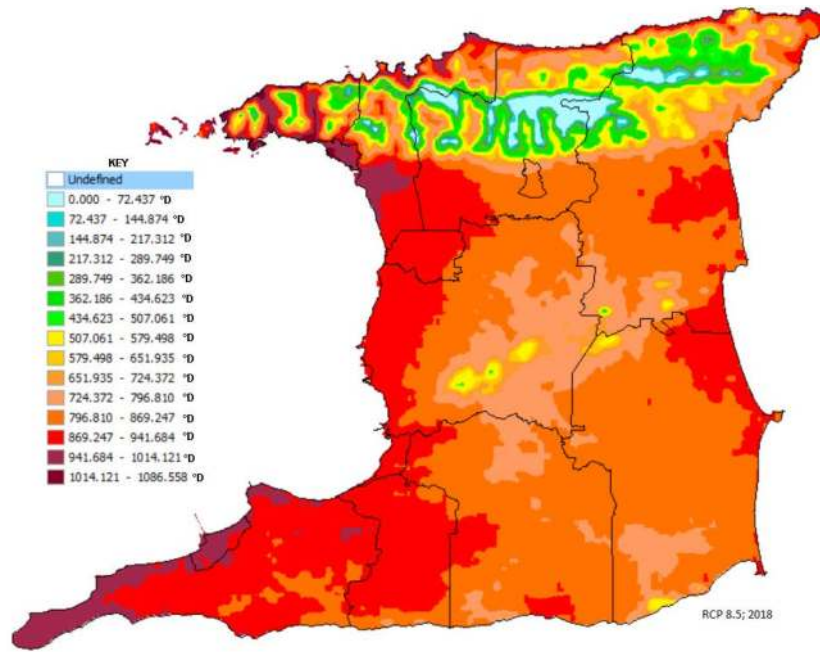 KEY
Undefined
0.000 - 72.437 °D
72.437 - 144.874 °D
144.874 - 217.312 °D
217.312 - 289.749 °D
289.749 - 362.186 °D
362.186 - 434.623 °D
434.623 - 507.061 °D
507.061 - 579.498 °D
579.498 - 651.935 °D
651.935 - 724.372 °D
724.372 - 796.810 °D
796.810 - 869.247 °D
869.247 - 941.684 °D
941.684 - 1014.121 °D
1014.121 - 1086.558 °D
RCP 8.5; 2018